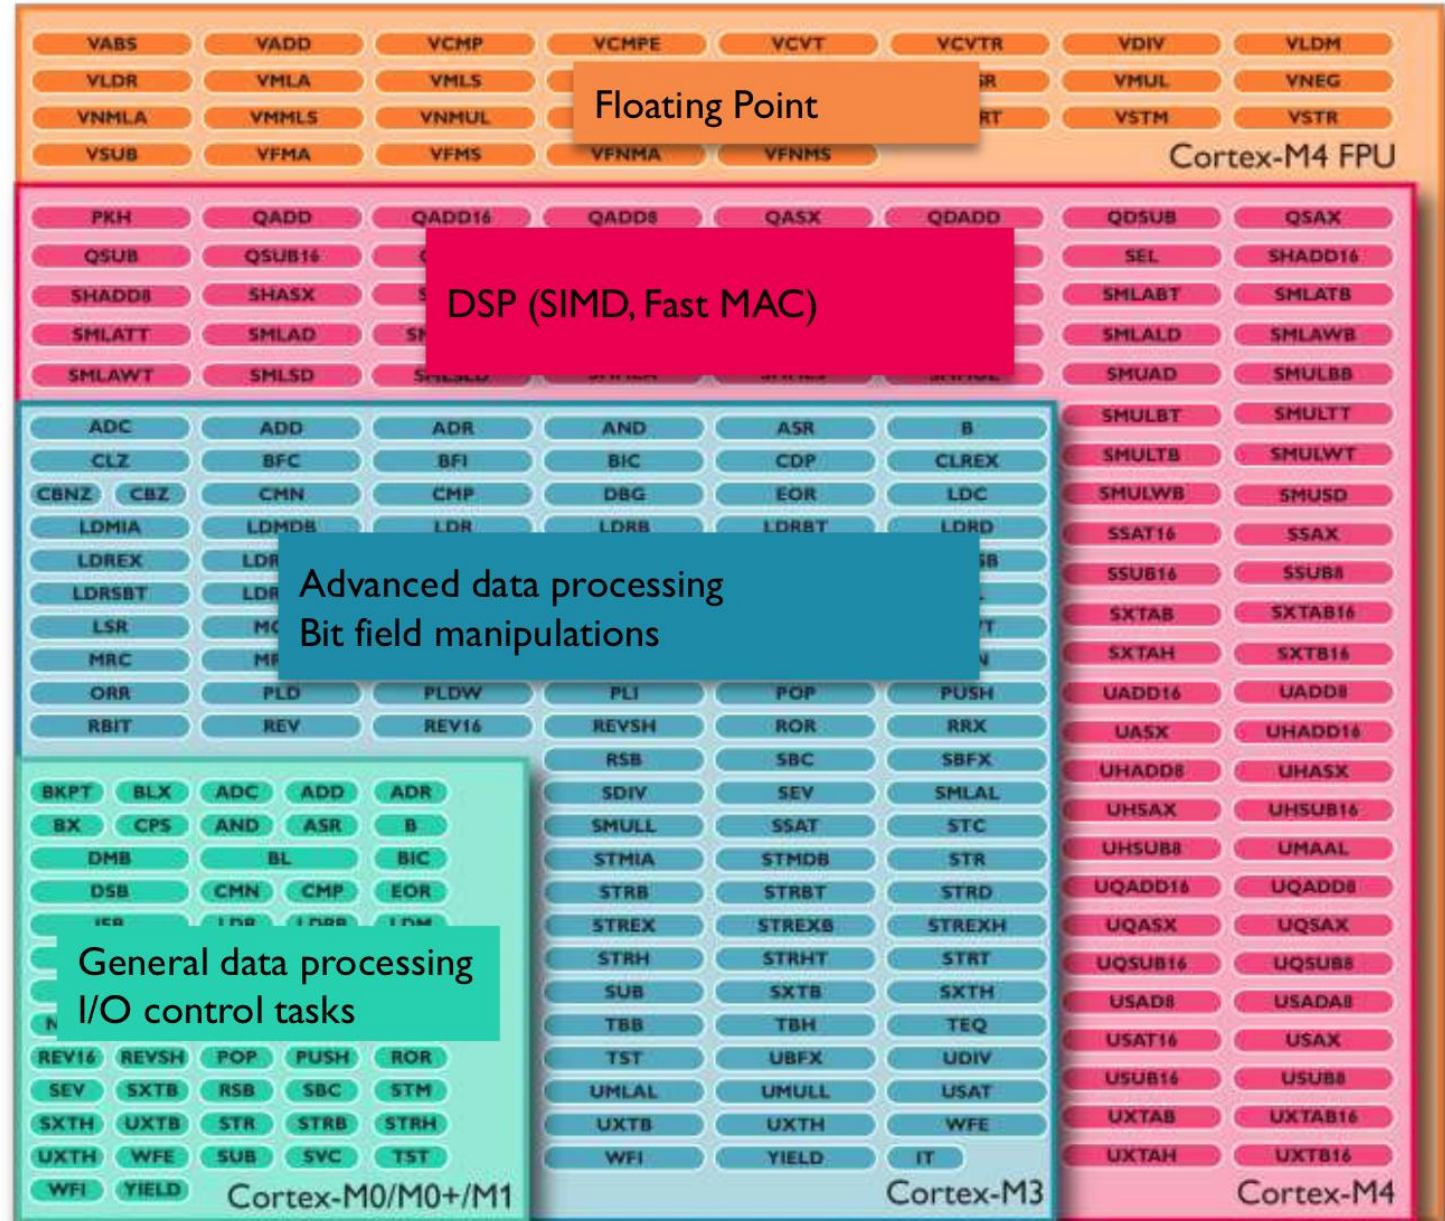 VABS VADD VCMP VCMPE VCVT VCVTR VDIV VLDM
VLDR VMLA VMLS VMUL VNEG
Floating Point
VNMLA VMMLS VNMUL VSTM VSTR
VSUB VFMA VFMS VFNMA VFNMS
Cortex-M4 FPU
PKH QADD QADD16 QADD8 QASX QDADD QDSUB QSAX
QSUB QSUB16 SEL SHADD16
SHADD8 SHASX SMLABT SMLATB
DSP (SIMD, Fast MAC)
SMLATT SMLAD SMLALD SMLAWB
SMLAWT SMLSD SMUAD SMULBB
ADC ADD ADR AND ASR B SMULBT SMULTT
CLZ BFC BFI BIC CDP CLREX SMULTB SMULWT
CBNZ CBZ CMN CMP DBG EOR LDC SMULWB SMUSD
LDMIA LDMDB LDR LDRB LDRBT LDRD SSAT16 SSAX
LDREX SSUB16 SSUB8
Advanced data processing
LDRSBT SXTAB SXTAB16
Bit field manipulations
LSR
MRC SXTAH SXTB16
ORR PLD PLDW PLI POP PUSH UADD16 UADD8
RBIT REV REV16 REVSH ROR RRX UASX UHADD16
RSB SBC SBFX UHADD8 UHASX
BKPT BLX ADC ADD ADR SDIV SEV SMLAL UHSAX UHSUB16
BX CPS AND ASR B SMULL SSAT STC
DMB BL BIC STMIA STMDB STR UHSUB8 UMAAL
DSB CMN CMP EOR STRB STRBT STRD UQADD16 UQADD8
ISB LDR LDRB LDM STREX STREXB STREXH UQASX UQSAX
General data processing
STRH STRHT STRT UQSUB16 UQSUB8
I/O control tasks
SUB SXTB SXTH USAD8 USADA8
TBB TBH TEQ USAT16 USAX
REV16 REVSH POP PUSH ROR TST UBFX UDIV
SEV SXTB RSB SBC STM UMLAL UMULL USAT USUB16 USUB8
SXTH UXTB STR STRB STRH UXTB UXTH WFE UXTAB UXTAB16
UXTH WFE SUB SVC TST WFI YIELD IT UXTAH UXTB16
WFI YIELD
Cortex-M0/M0+/M1
Cortex-M3
Cortex-M4